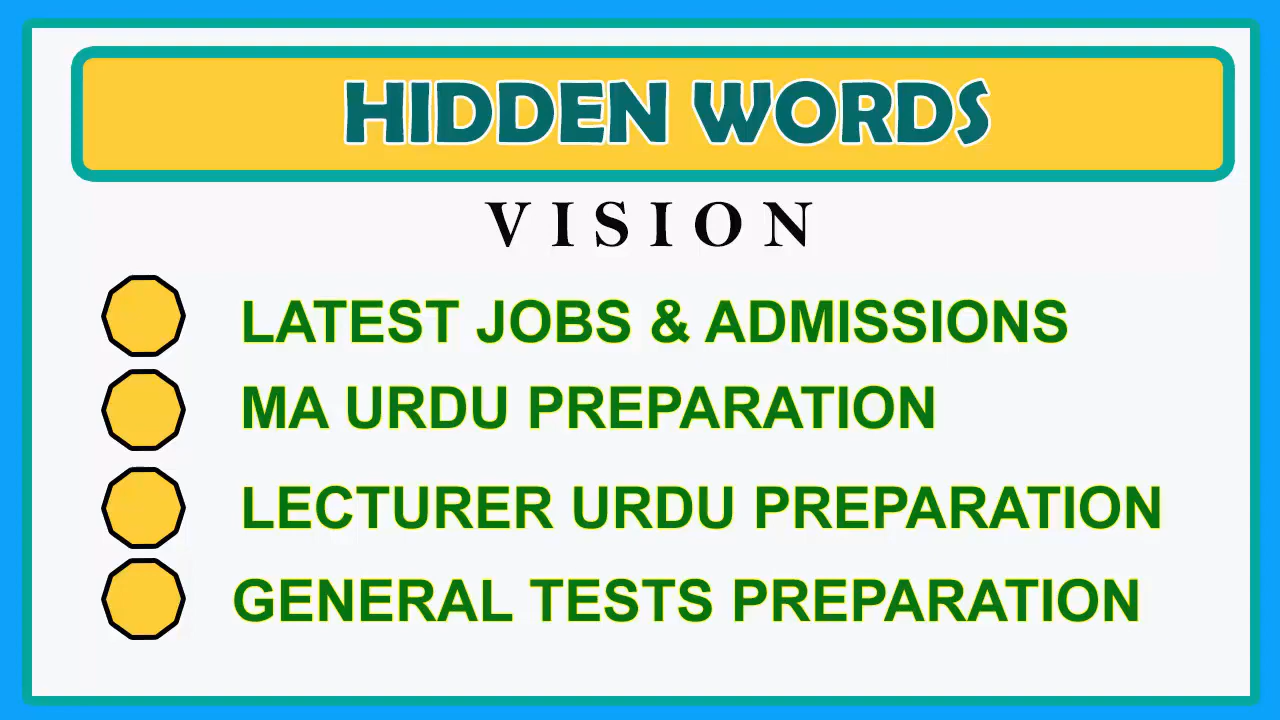 HIDDEN WORDS
VISION
LATEST JOBS & ADMISSIONS
MA URDU PREPARATION
LECTURER URDU PREPARATION
GENERAL TESTS PREPARATION